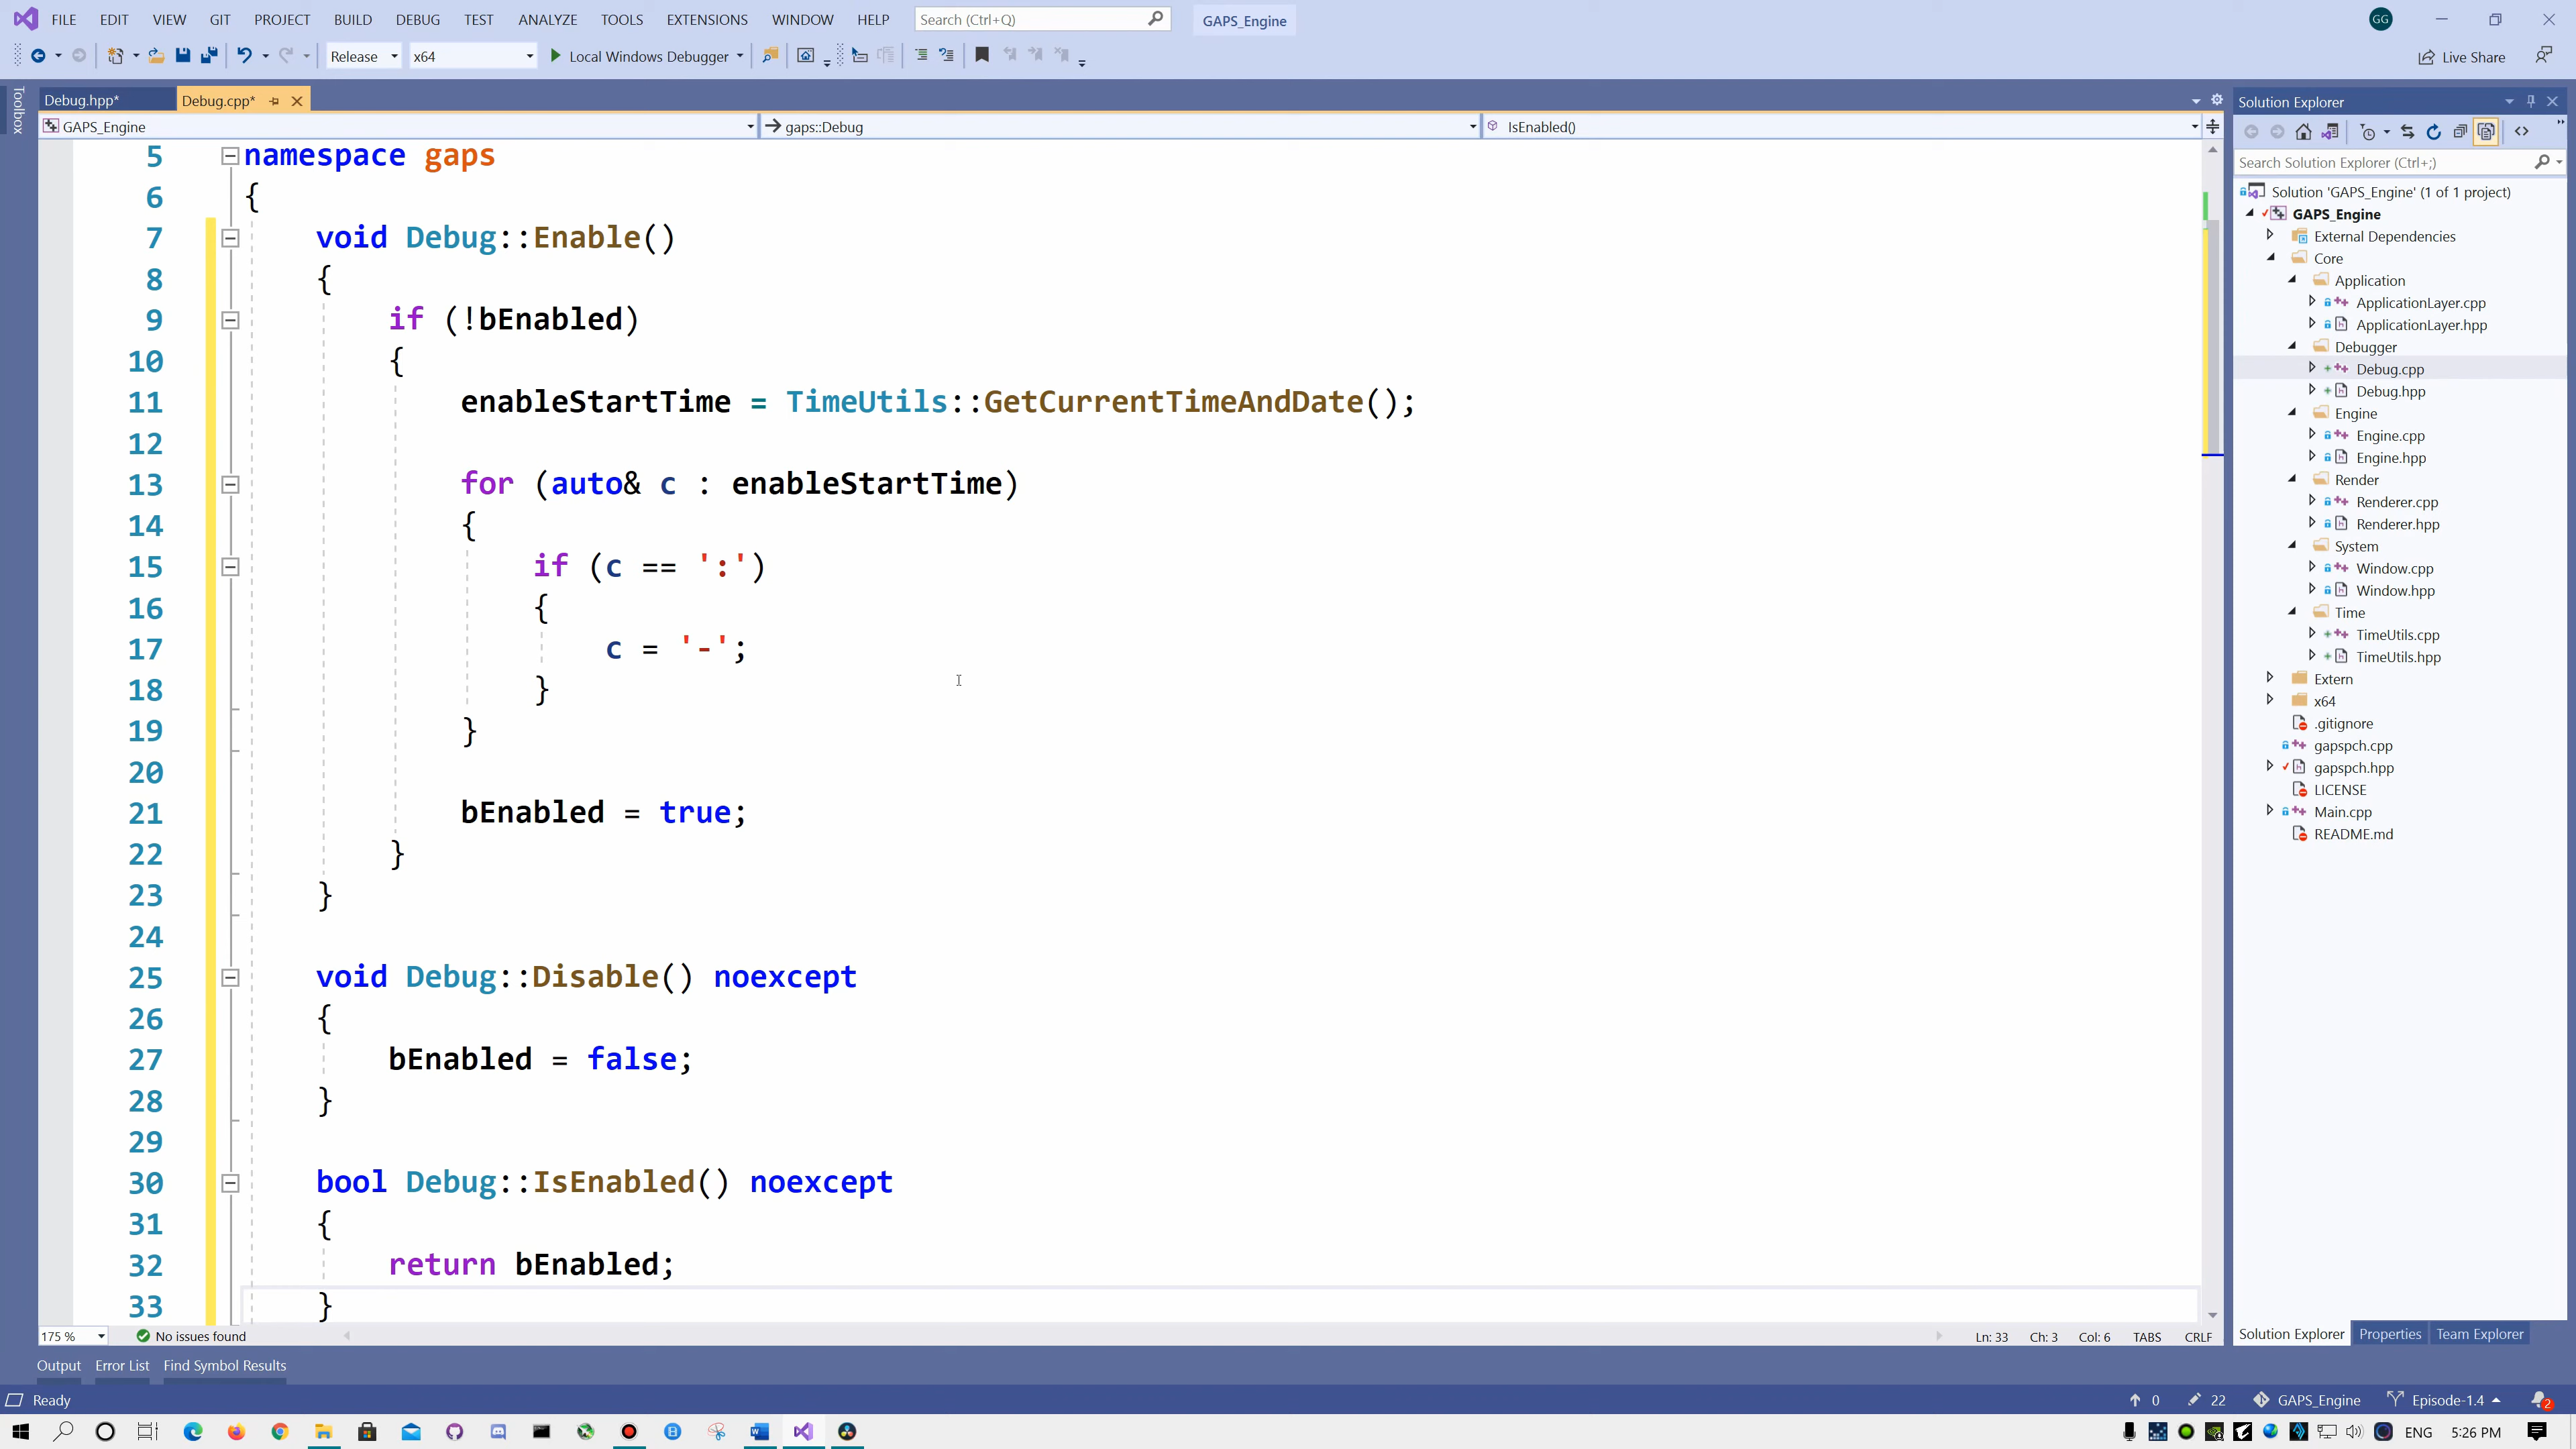 FILE EDIT VIEW GIT PROJECT BUILD DEBUG TEST ANALYZE TOOLS EXTENSIONS WINDOW HELP Search (Ctrl+Q) GAPS_Engine GG
Release x64 Local Windows Debugger Live Share
Toolbox
Debug.hpp* Debug.cpp*
GAPS_Engine gaps::Debug IsEnabled()
5 namespace gaps
6 {
7 void Debug::Enable()
8 {
9 if (!bEnabled)
10 {
11 enableStartTime = TimeUtils::GetCurrentTimeAndDate();
12
13 for (auto& c : enableStartTime)
14 {
15 if (c == ':')
16 {
17 c = '-';
18 }
19 }
20
21 bEnabled = true;
22 }
23 }
24
25 void Debug::Disable() noexcept
26 {
27 bEnabled = false;
28 }
29
30 bool Debug::IsEnabled() noexcept
31 {
32 return bEnabled;
33 }
175 % No issues found Ln: 33 Ch: 3 Col: 6 TABS CRLF
Solution Explorer
Search Solution Explorer (Ctrl+;)
Solution 'GAPS_Engine' (1 of 1 project)
GAPS_Engine
External Dependencies
Core
Application
ApplicationLayer.cpp
ApplicationLayer.hpp
Debugger
Debug.cpp
Debug.hpp
Engine
Engine.cpp
Engine.hpp
Render
Renderer.cpp
Renderer.hpp
System
Window.cpp
Window.hpp
Time
TimeUtils.cpp
TimeUtils.hpp
Extern
x64
.gitignore
gapspch.cpp
gapspch.hpp
LICENSE
Main.cpp
README.md
Solution Explorer Properties Team Explorer
Output Error List Find Symbol Results
Ready 0 22 GAPS_Engine Episode-1.4 2
ENG 5:26 PM